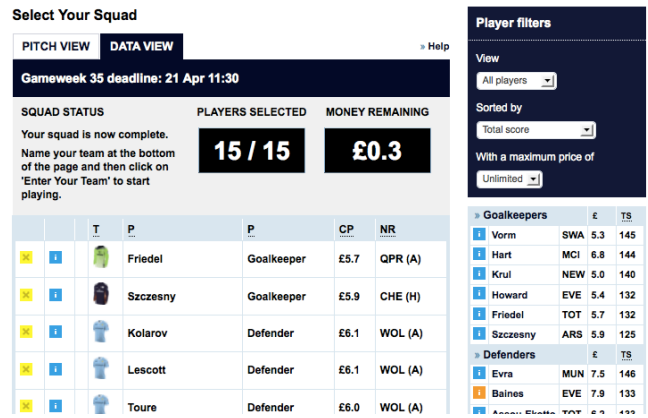 Select Your Squad
PITCH VIEW
DATA VIEW
» Help
Gameweek 35 deadline: 21 Apr 11:30
SQUAD STATUS
Your squad is now complete.
Name your team at the bottom
of the page and then click on
'Enter Your Team' to start
playing.
PLAYERS SELECTED
15 / 15
MONEY REMAINING
£0.3
T P P CP NR
Friedel Goalkeeper £5.7 QPR (A)
Szczesny Goalkeeper £5.9 CHE (H)
Kolarov Defender £6.1 WOL (A)
Lescott Defender £6.1 WOL (A)
Toure Defender £6.0 WOL (A)
Player filters
View
All players
Sorted by
Total score
With a maximum price of
Unlimited
» Goalkeepers £ TS
Vorm SWA 5.3 145
Hart MCI 6.8 144
Krul NEW 5.0 140
Howard EVE 5.4 132
Friedel TOT 5.7 132
Szczesny ARS 5.9 125
» Defenders £ TS
Evra MUN 7.5 146
Baines EVE 7.9 133
Assou-Ekotto TOT 6.2 133